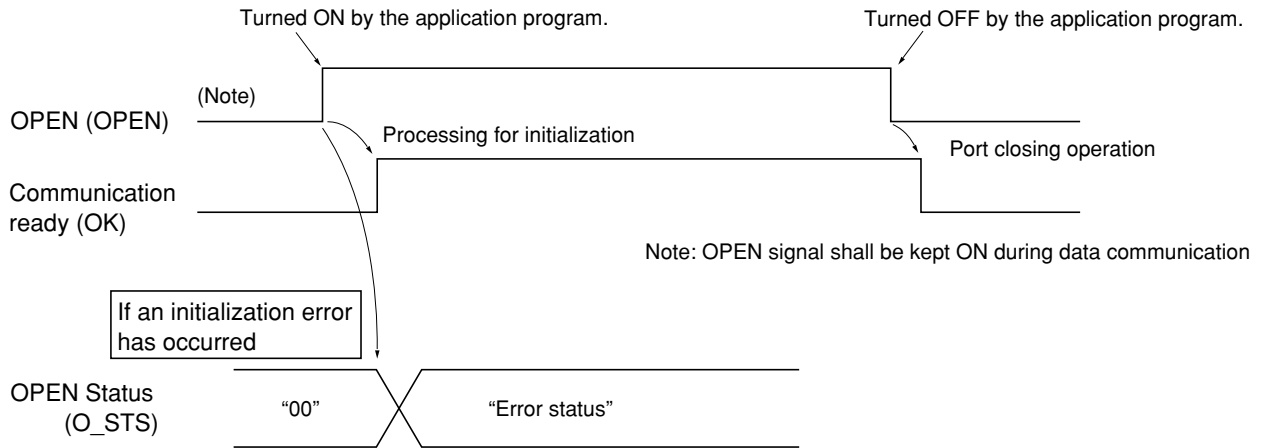 Turned ON by the application program.
Turned OFF by the application program.
(Note)
OPEN (OPEN)
Processing for initialization
Port closing operation
Communication
ready (OK)
Note: OPEN signal shall be kept ON during data communication
If an initialization error
has occurred
OPEN Status
(O_STS)
“00”
“Error status”